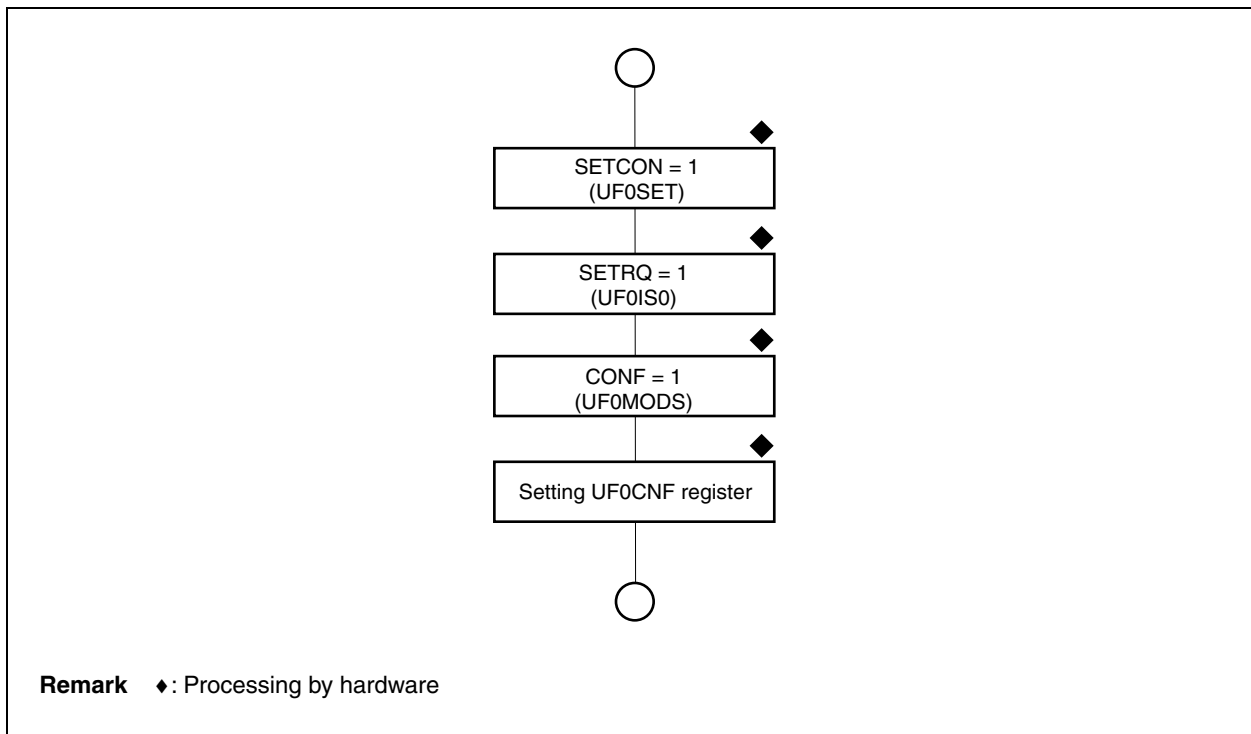 SETCON = 1
(UF0SET)
SETRQ = 1
(UF0IS0)
CONF = 1
(UF0MODS)
Setting UF0CNF register
Remark ♦: Processing by hardware